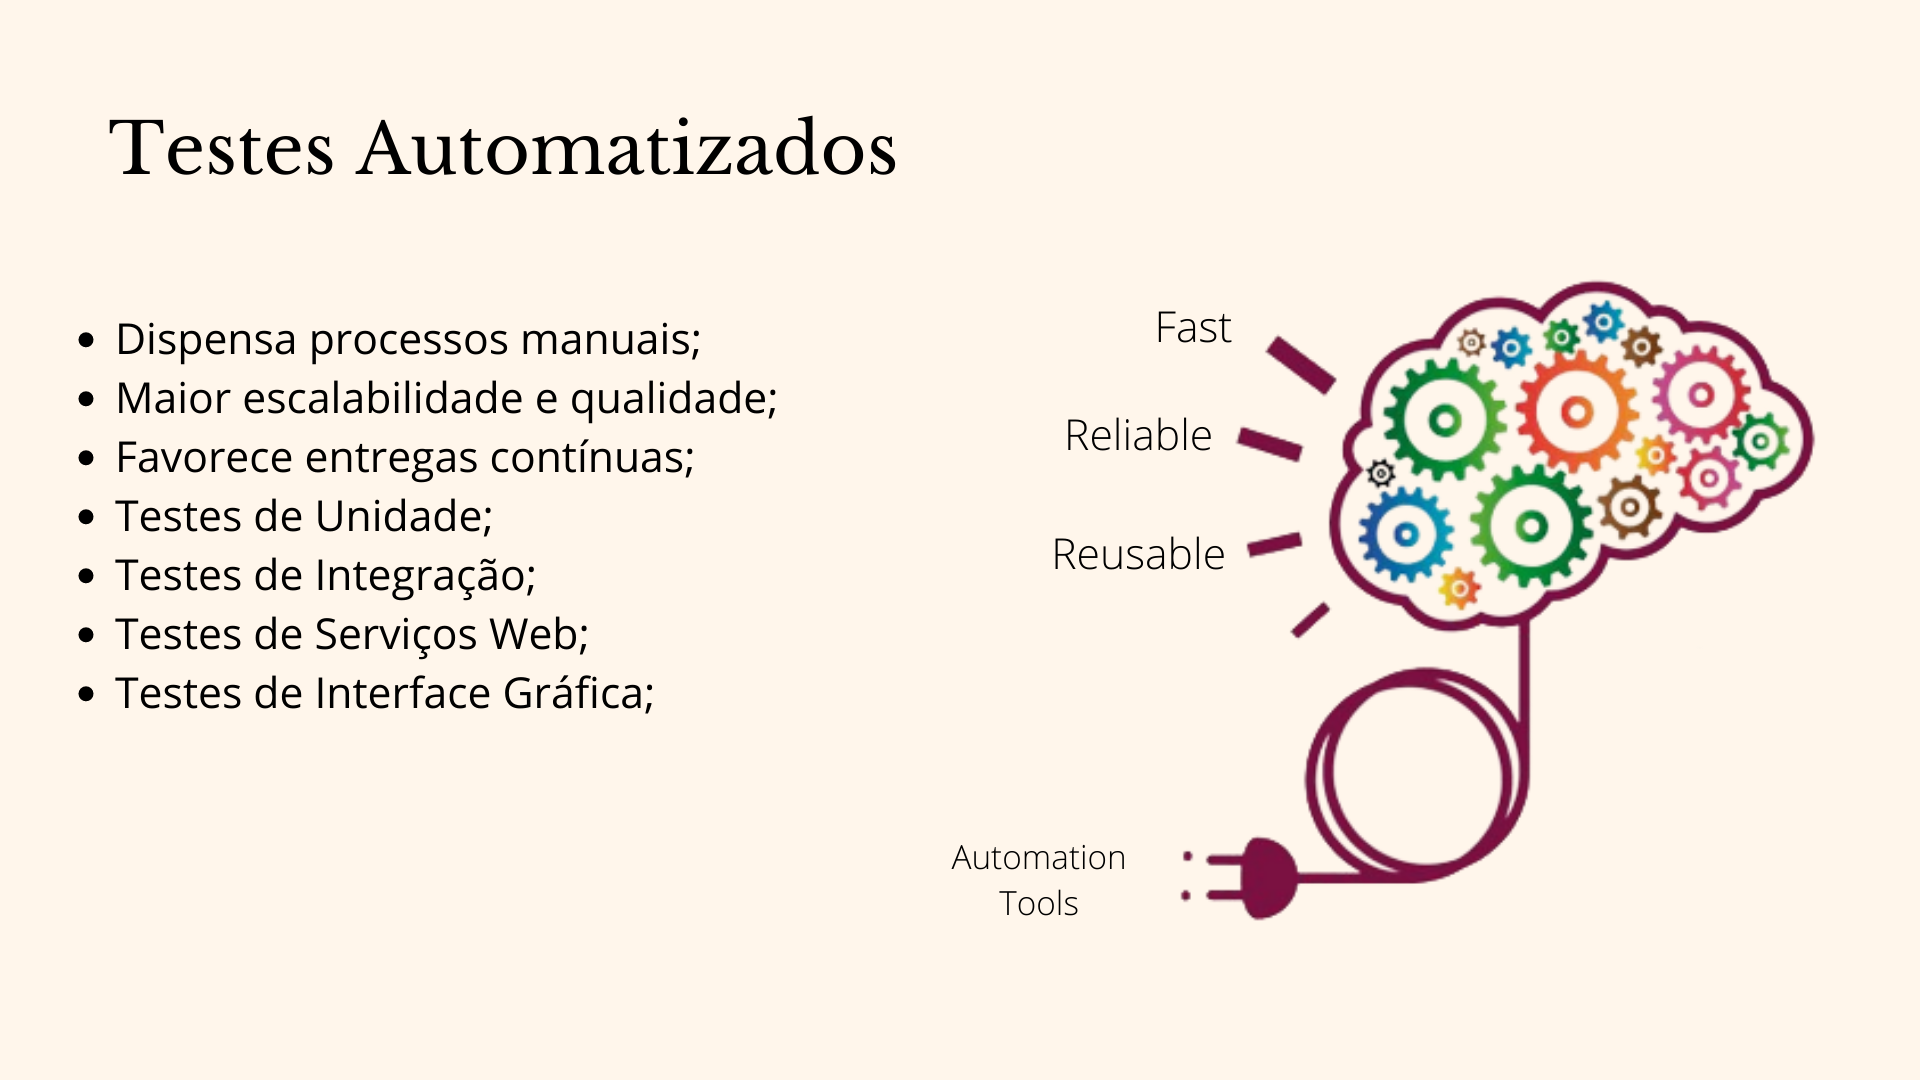 Testes Automatizados
Dispensa processos manuais;
Maior escalabilidade e qualidade;
Favorece entregas contínuas;
Testes de Unidade;
Testes de Integração;
Testes de Serviços Web;
Testes de Interface Gráfica;
Fast
Reliable
Reusable
Automation
Tools